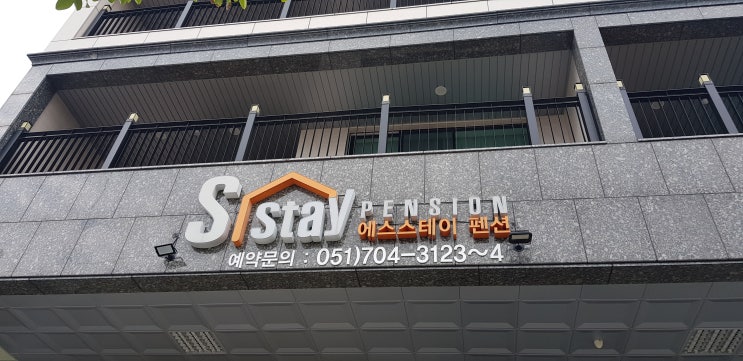 S stay PENSION
에스스테이 펜션
예약문의 : 051)704-3123~4